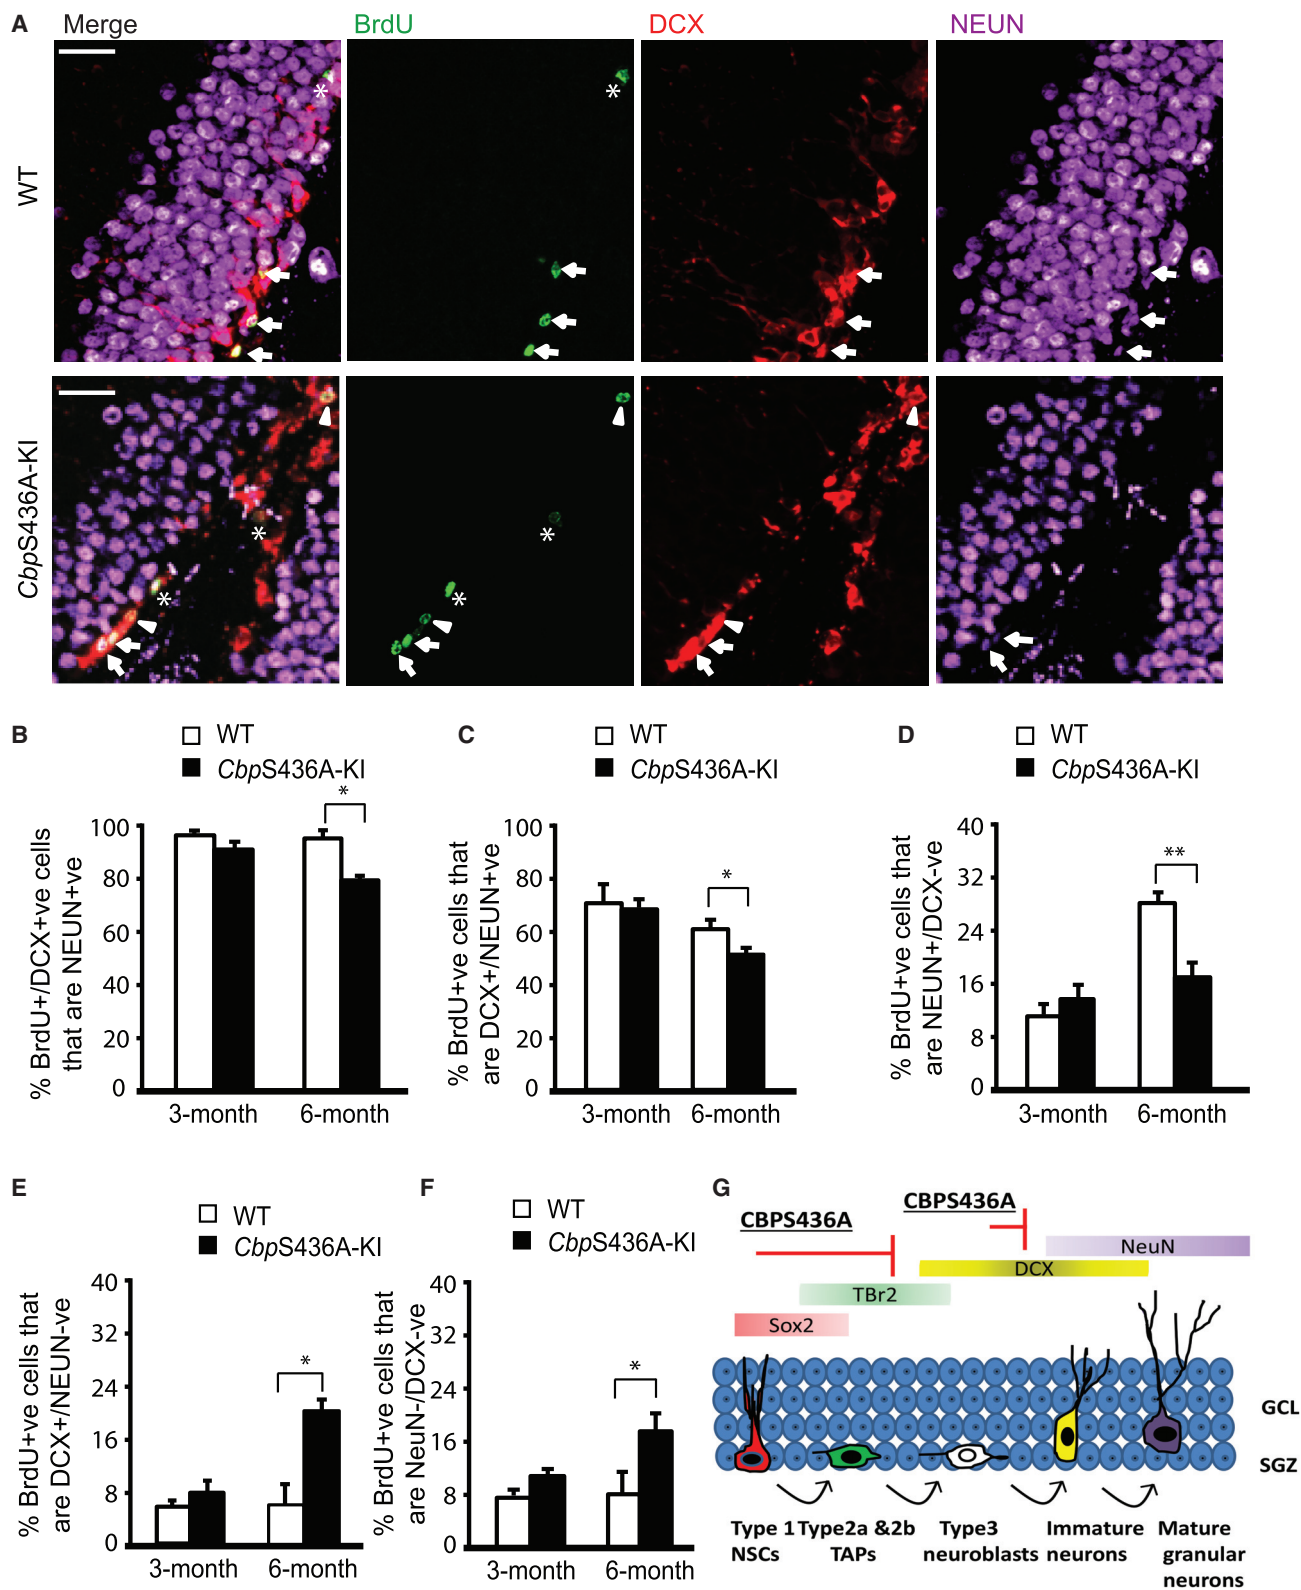 A Merge BrdU DCX NEUN
WT
CbpS436A-KI
* *
* *
* *
B
WT
CbpS436A-KI
*
% BrdU+/DCX+ve cells
that are NEUN+ve
100
80
60
40
20
0
3-month 6-month
C
WT
CbpS436A-KI
*
% BrdU+ve cells that
are DCX+/NEUN+ve
100
80
60
40
20
0
3-month 6-month
D
WT
CbpS436A-KI
**
% BrdU+ve cells that
are NEUN+/DCX-ve
40
32
24
16
8
0
3-month 6-month
E
WT
CbpS436A-KI
*
% BrdU+ve cells that
are DCX+/NEUN-ve
40
32
24
16
8
0
3-month 6-month
F
WT
CbpS436A-KI
*
% BrdU+ve cells that
are NeuN-/DCX-ve
40
32
24
16
8
0
3-month 6-month
G
CBPS436A
CBPS436A
NeuN
DCX
TBr2
Sox2
GCL
SGZ
Type 1
NSCs
Type2a &2b
TAPs
Type3
neuroblasts
Immature
neurons
Mature
granular
neurons